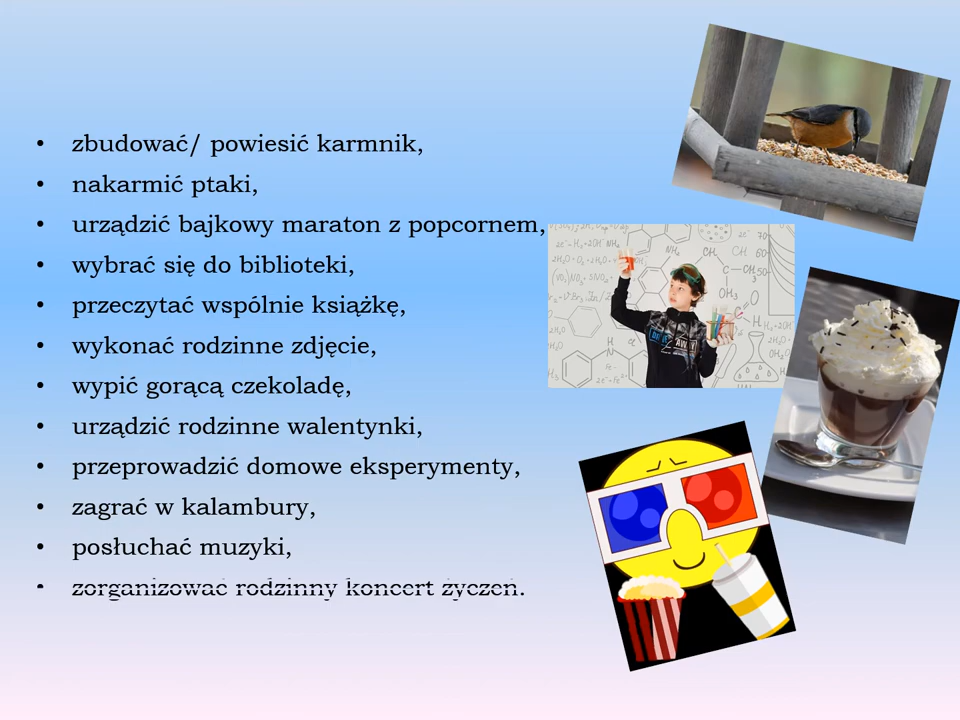 • zbudować/ powiesić karmnik,
• nakarmić ptaki,
• urządzić bajkowy maraton z popcornem,
• wybrać się do biblioteki,
• przeczytać wspólnie książkę,
• wykonać rodzinne zdjęcie,
• wypić gorącą czekoladę,
• urządzić rodzinne walentynki,
• przeprowadzić domowe eksperymenty,
• zagrać w kalambury,
• posłuchać muzyki,
• zorganizować rodzinny koncert życzeń.